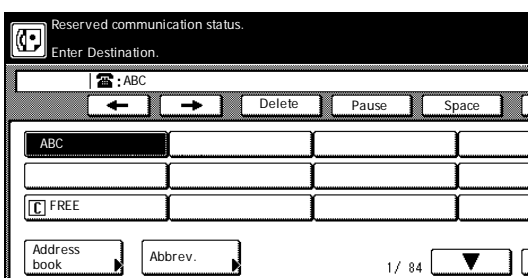 Reserved communication status.
Enter Destination.
:ABC
Delete Pause Space
ABC
C FREE
Address book Abbrev. 1/ 84